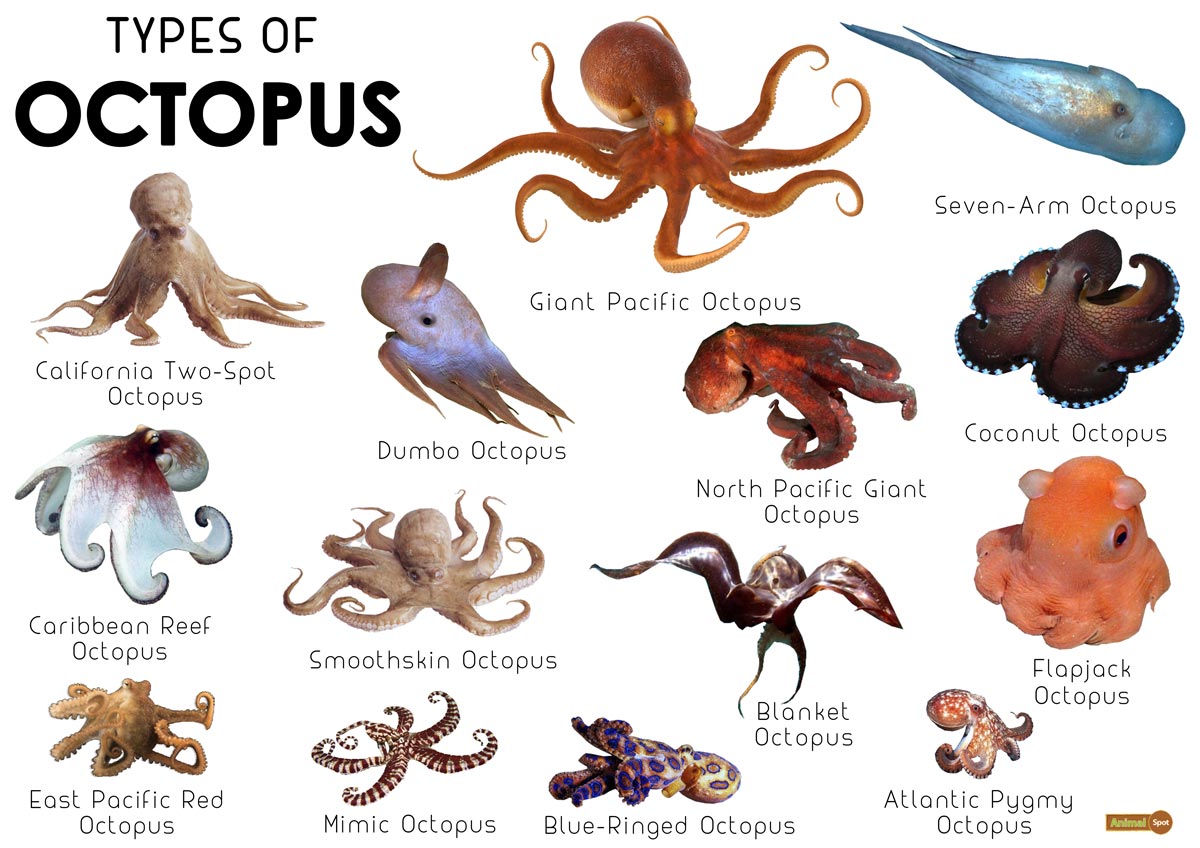 TYPES OF
OCTOPUS
Seven-Arm Octopus
Giant Pacific Octopus
California Two-Spot
Octopus
Dumbo Octopus
Coconut Octopus
North Pacific Giant
Octopus
Caribbean Reef
Octopus
Smoothskin Octopus
Flapjack
Octopus
Blanket
Octopus
East Pacific Red
Octopus
Mimic Octopus
Blue-Ringed Octopus
Atlantic Pygmy
Octopus
Animal Spot